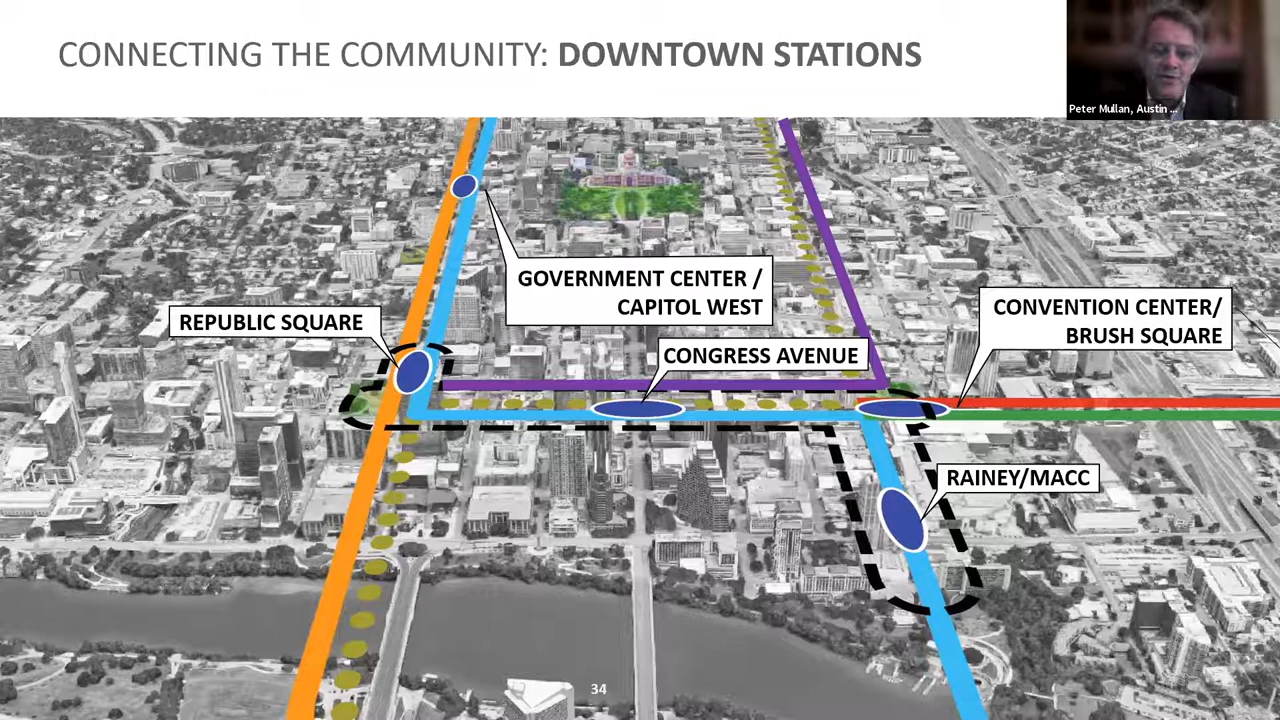 CONNECTING THE COMMUNITY: DOWNTOWN STATIONS
Peter Mullan, Austin ...
GOVERNMENT CENTER /
CAPITOL WEST
REPUBLIC SQUARE
CONVENTION CENTER/
BRUSH SQUARE
CONGRESS AVENUE
RAINEY/MACC
34